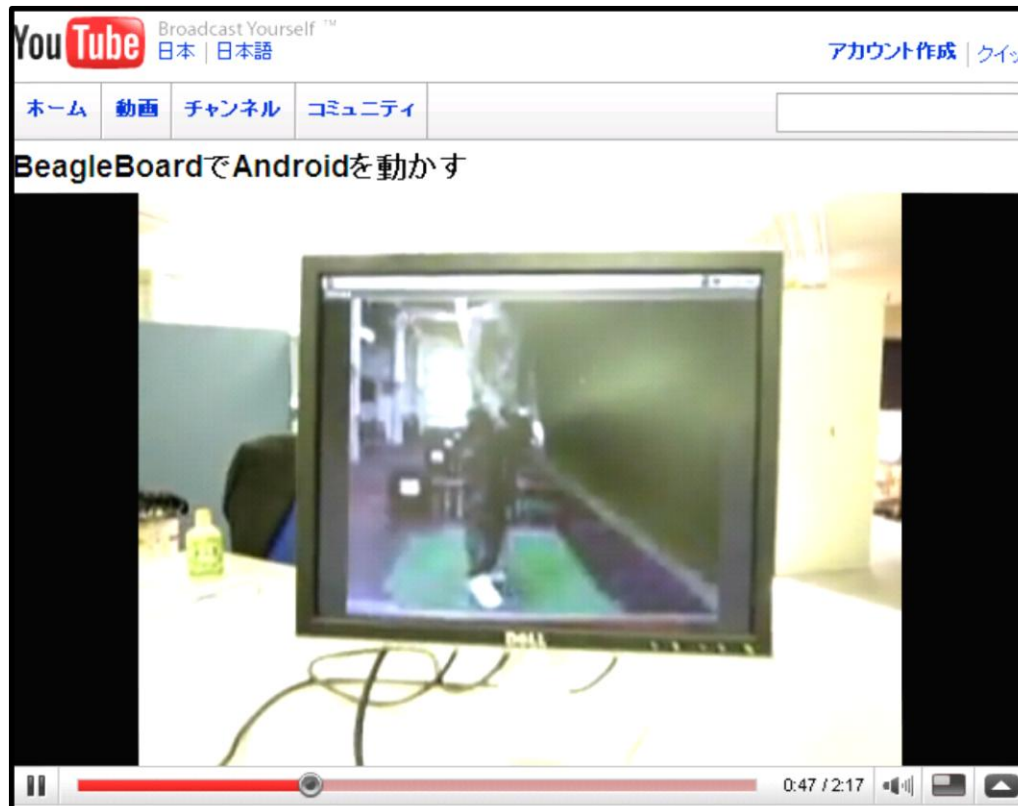 YouTube Broadcast Yourself ™
日本 | 日本語
アカウント作成 | クイッ
ホーム 動画 チャンネル コミュニティ
BeagleBoardでAndroidを動かす
DELL
0:47 / 2:17